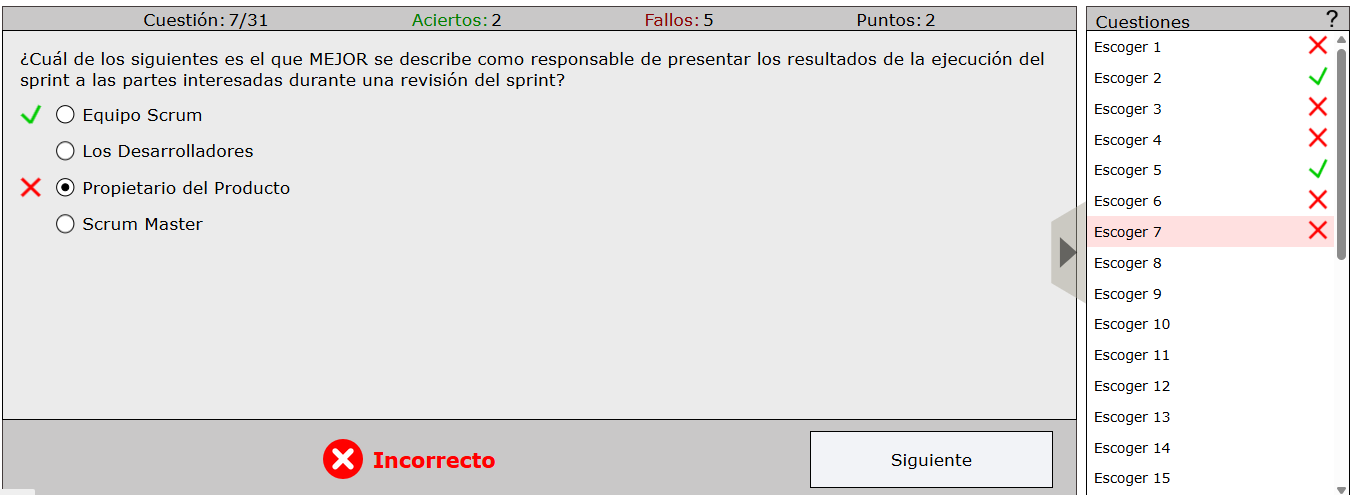 Cuestión: 7/31 Aciertos: 2 Fallos: 5 Puntos: 2
¿Cuál de los siguientes es el que MEJOR se describe como responsable de presentar los resultados de la ejecución del
sprint a las partes interesadas durante una revisión del sprint?
Equipo Scrum
Los Desarrolladores
Propietario del Producto
Scrum Master
Incorrecto
Siguiente
Cuestiones ?
Escoger 1
Escoger 2
Escoger 3
Escoger 4
Escoger 5
Escoger 6
Escoger 7
Escoger 8
Escoger 9
Escoger 10
Escoger 11
Escoger 12
Escoger 13
Escoger 14
Escoger 15